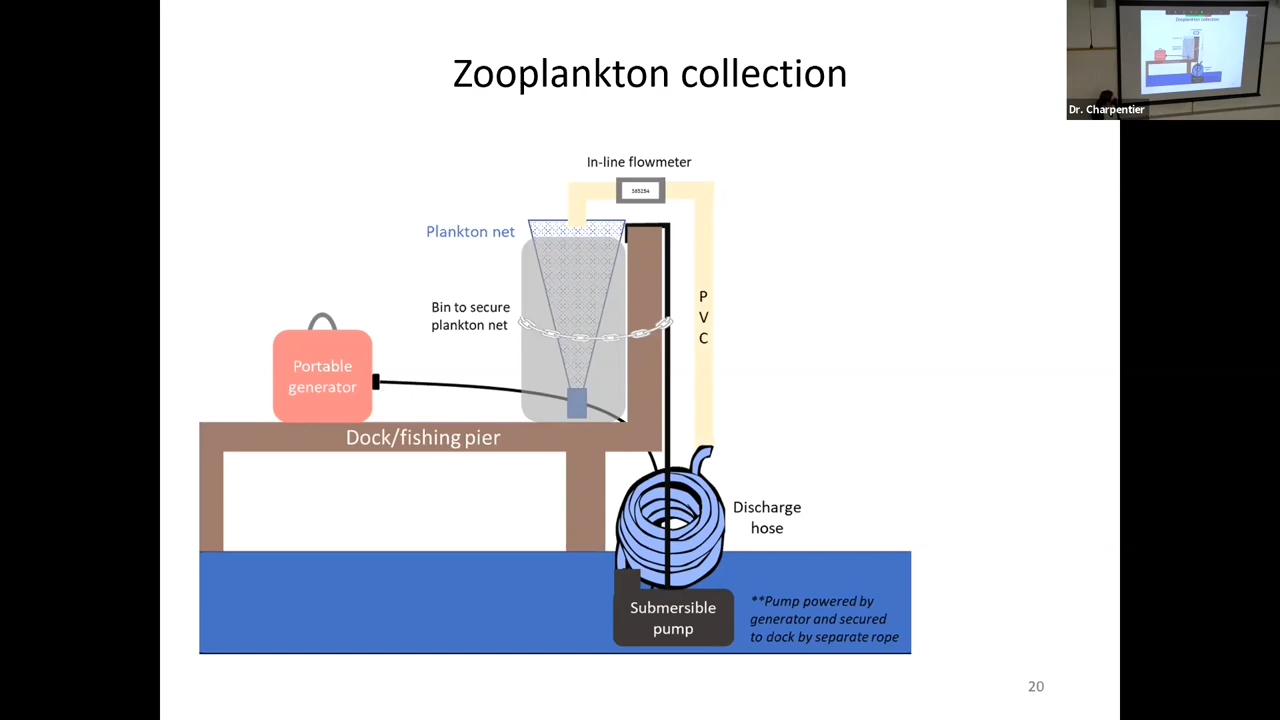 Zooplankton collection
Dr. Charpentier
In-line flowmeter
Plankton net
Bin to secure
plankton net
P
V
C
Portable
generator
Dock/fishing pier
Discharge
hose
Submersible
pump
**Pump powered by
generator and secured
to dock by separate rope
20